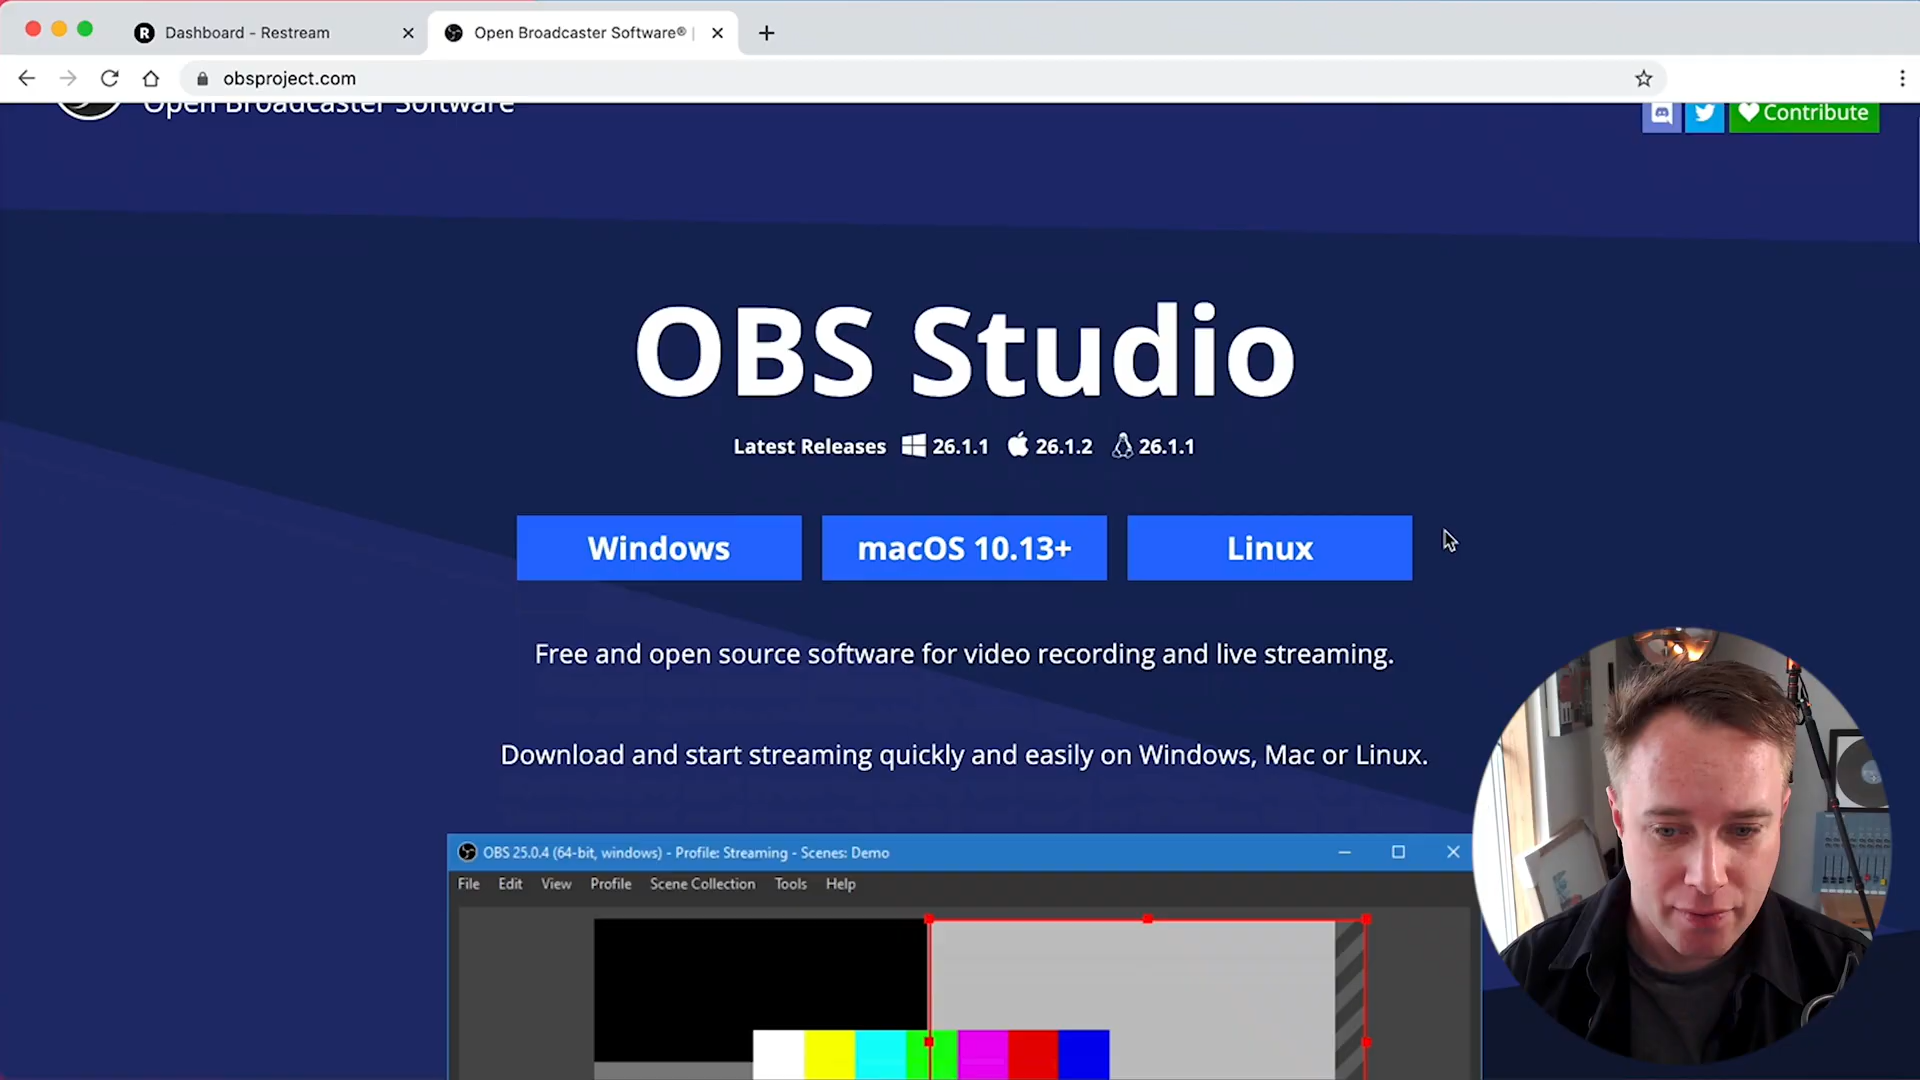 Dashboard - Restream
Open Broadcaster Software® |
obsproject.com
Open Broadcaster Software
Contribute
OBS Studio
Latest Releases 26.1.1 26.1.2 26.1.1
Windows
macOS 10.13+
Linux
Free and open source software for video recording and live streaming.
Download and start streaming quickly and easily on Windows, Mac or Linux.
OBS 25.0.4 (64-bit, windows) - Profile: Streaming - Scenes: Demo
File Edit View Profile Scene Collection Tools Help